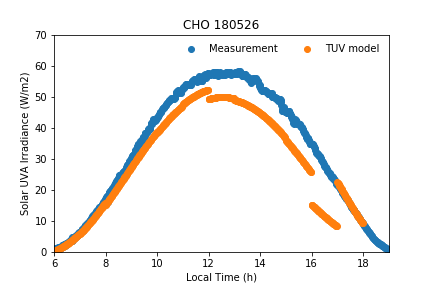 CHO 180526
Measurement TUV model
Solar UVA Irradiance (W/m2)
70
60
50
40
30
20
10
0
6 8 10 12 14 16 18
Local Time (h)